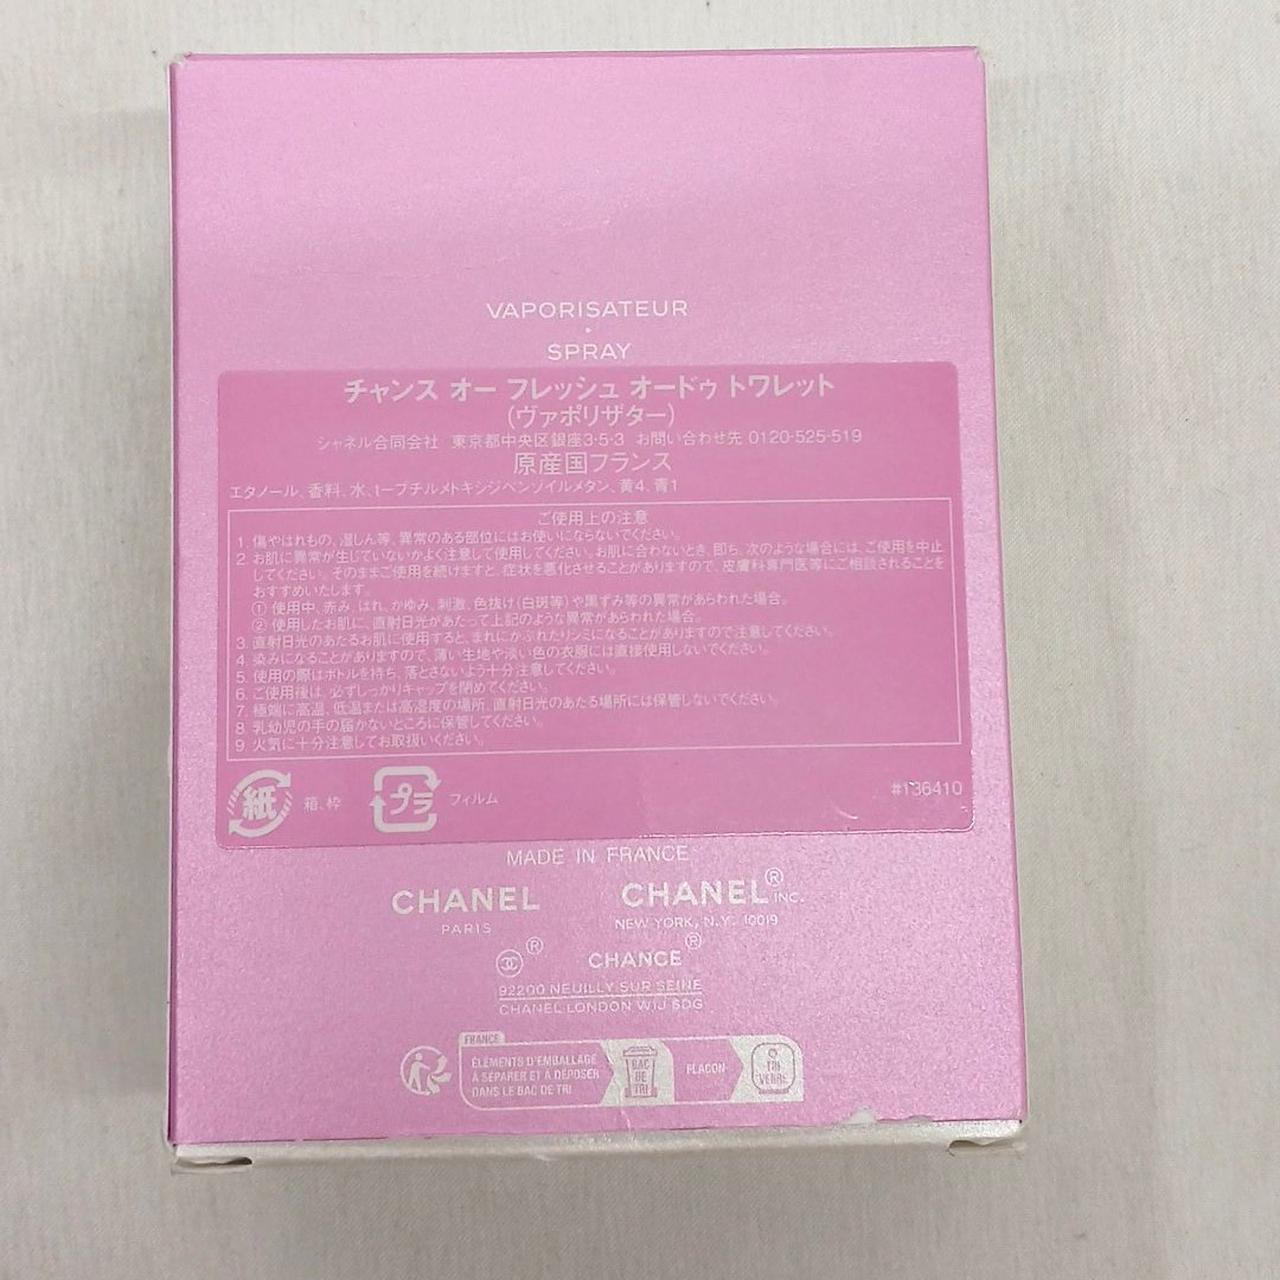 VAPORISATEUR
SPRAY
チャンス オー フレッシュ オードゥ トワレット
(ヴァポリザター)
シャネル合同会社 東京都中央区銀座3-5-3 お問い合わせ先 0120-525-519
原産国フランス
エタノール、香料、水、t-ブチルメトキシジベンゾイルメタン、黄4、青1
ご使用上の注意
1. 傷やはれもの、湿しん等、異常のある部位にはお使いにならないでください。
2. お肌に異常が生じていないかよく注意して使用してください。お肌に合わないとき、即ち、次のような場合には、ご使用を中止
してください。そのままご使用を続けますと、症状を悪化させることがありますので、皮膚科専門医等にご相談されることを
おすすめいたします。
① 使用中、赤み、はれ、かゆみ、刺激、色抜け(白斑等)や黒ずみ等の異常があらわれた場合。
② 使用したお肌に、直射日光があたって上記のような異常があらわれた場合。
3. 直射日光のあたるお肌に使用すると、まれにかぶれたりシミになることがありますので注意してください。
4. 染みになることがありますので、薄い生地や淡い色の衣服には直接使用しないでください。
5. 使用の際はボトルを持ち、落とさないよう十分注意してください。
6. ご使用後は、必ずしっかりキャップを閉めてください。
7. 極端に高温、低温または高湿度の場所、直射日光のあたる場所には保管しないでください。
8. 乳幼児の手の届かないところに保管してください。
9. 火気に十分注意してお取扱いください。
紙 箱、枠 プラ フィルム #136410
MADE IN FRANCE
CHANEL CHANEL® INC.
PARIS NEW YORK, N.Y. 10019
® CHANCE®
92200 NEUILLY SUR SEINE
CHANEL LONDON W1J 6DG
FRANCE
ÉLÉMENTS D'EMBALLAGE
À SÉPARER ET À DÉPOSER
DANS LE BAC DE TRI
BAC
DE
TRI
FLACON
TRI
VERRE